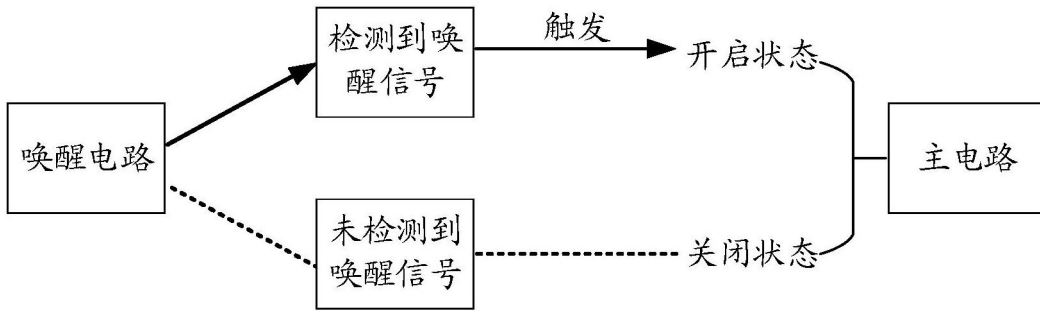 唤醒电路
检测到唤
醒信号
触发
开启状态
未检测到
唤醒信号
关闭状态
主电路